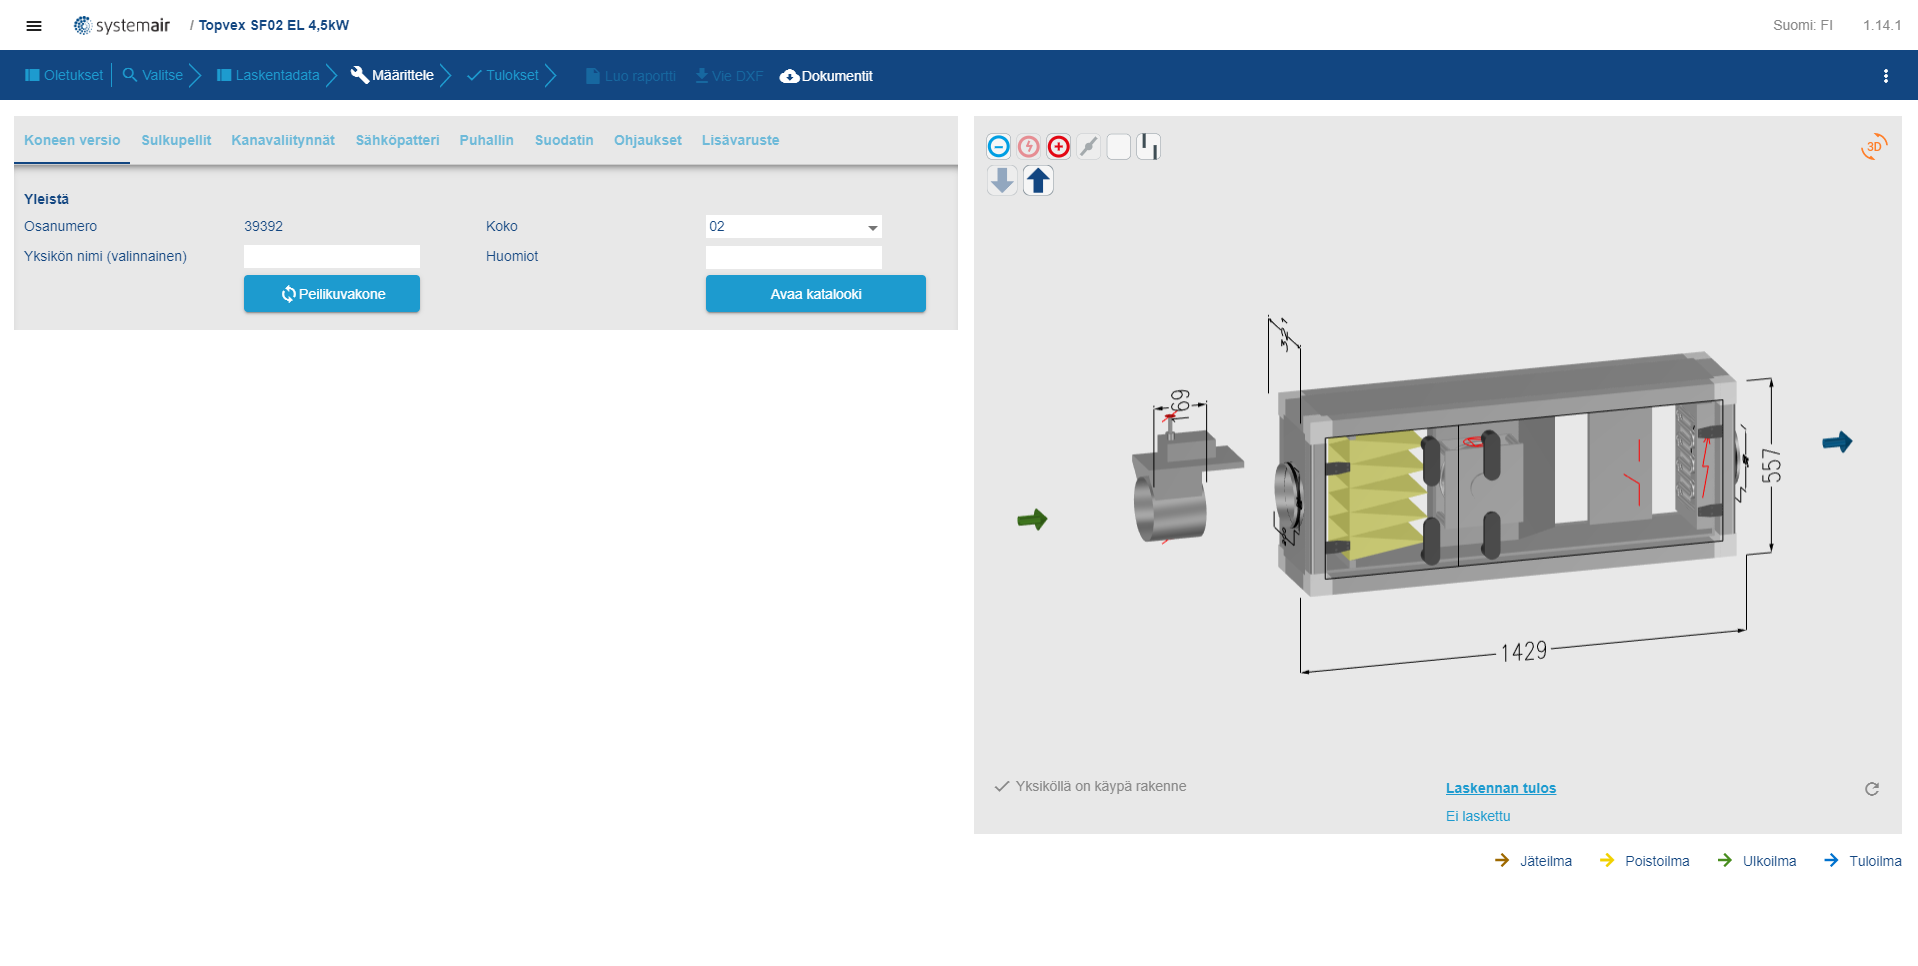 systemair / Topvex SF02 EL 4,5kW
Suomi: FI 1.14.1
Oletukset Valitse Laskentadata Määrittele Tulokset Luo raportti Vie DXF Dokumentit
Koneen versio Sulkupellit Kanavaliitynnät Sähköpatteri Puhallin Suodatin Ohjaukset Lisävaruste
Yleistä
Osanumero 39392 Koko 02
Yksikön nimi (valinnainen) Huomiot
Peilikuvakone Avaa katalooki
3D
169
557
1429
Yksiköllä on käypä rakenne
Laskennan tulos
Ei laskettu
Jäteilma Poistoilma Ulkoilma Tuloilma